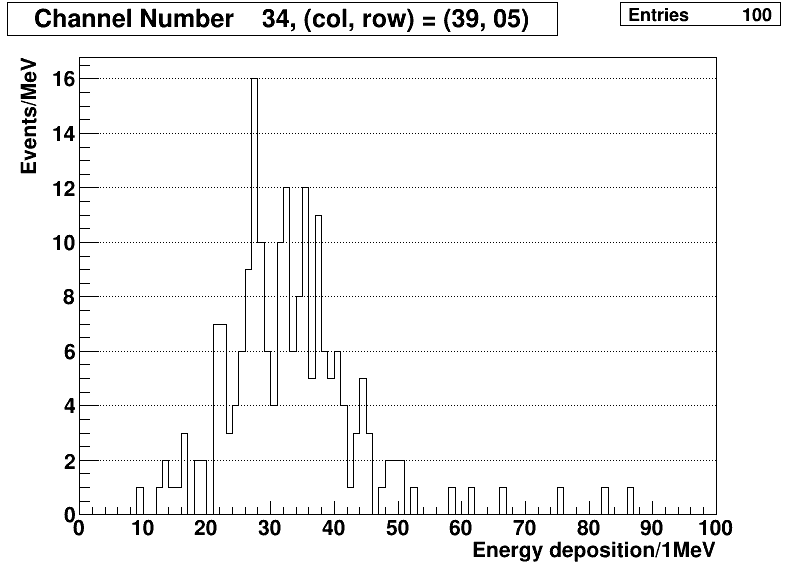 Channel Number 34, (col, row) = (39, 05)
Entries 100
Events/MeV
16
14
12
10
8
6
4
2
0
0 10 20 30 40 50 60 70 80 90 100
Energy deposition/1MeV